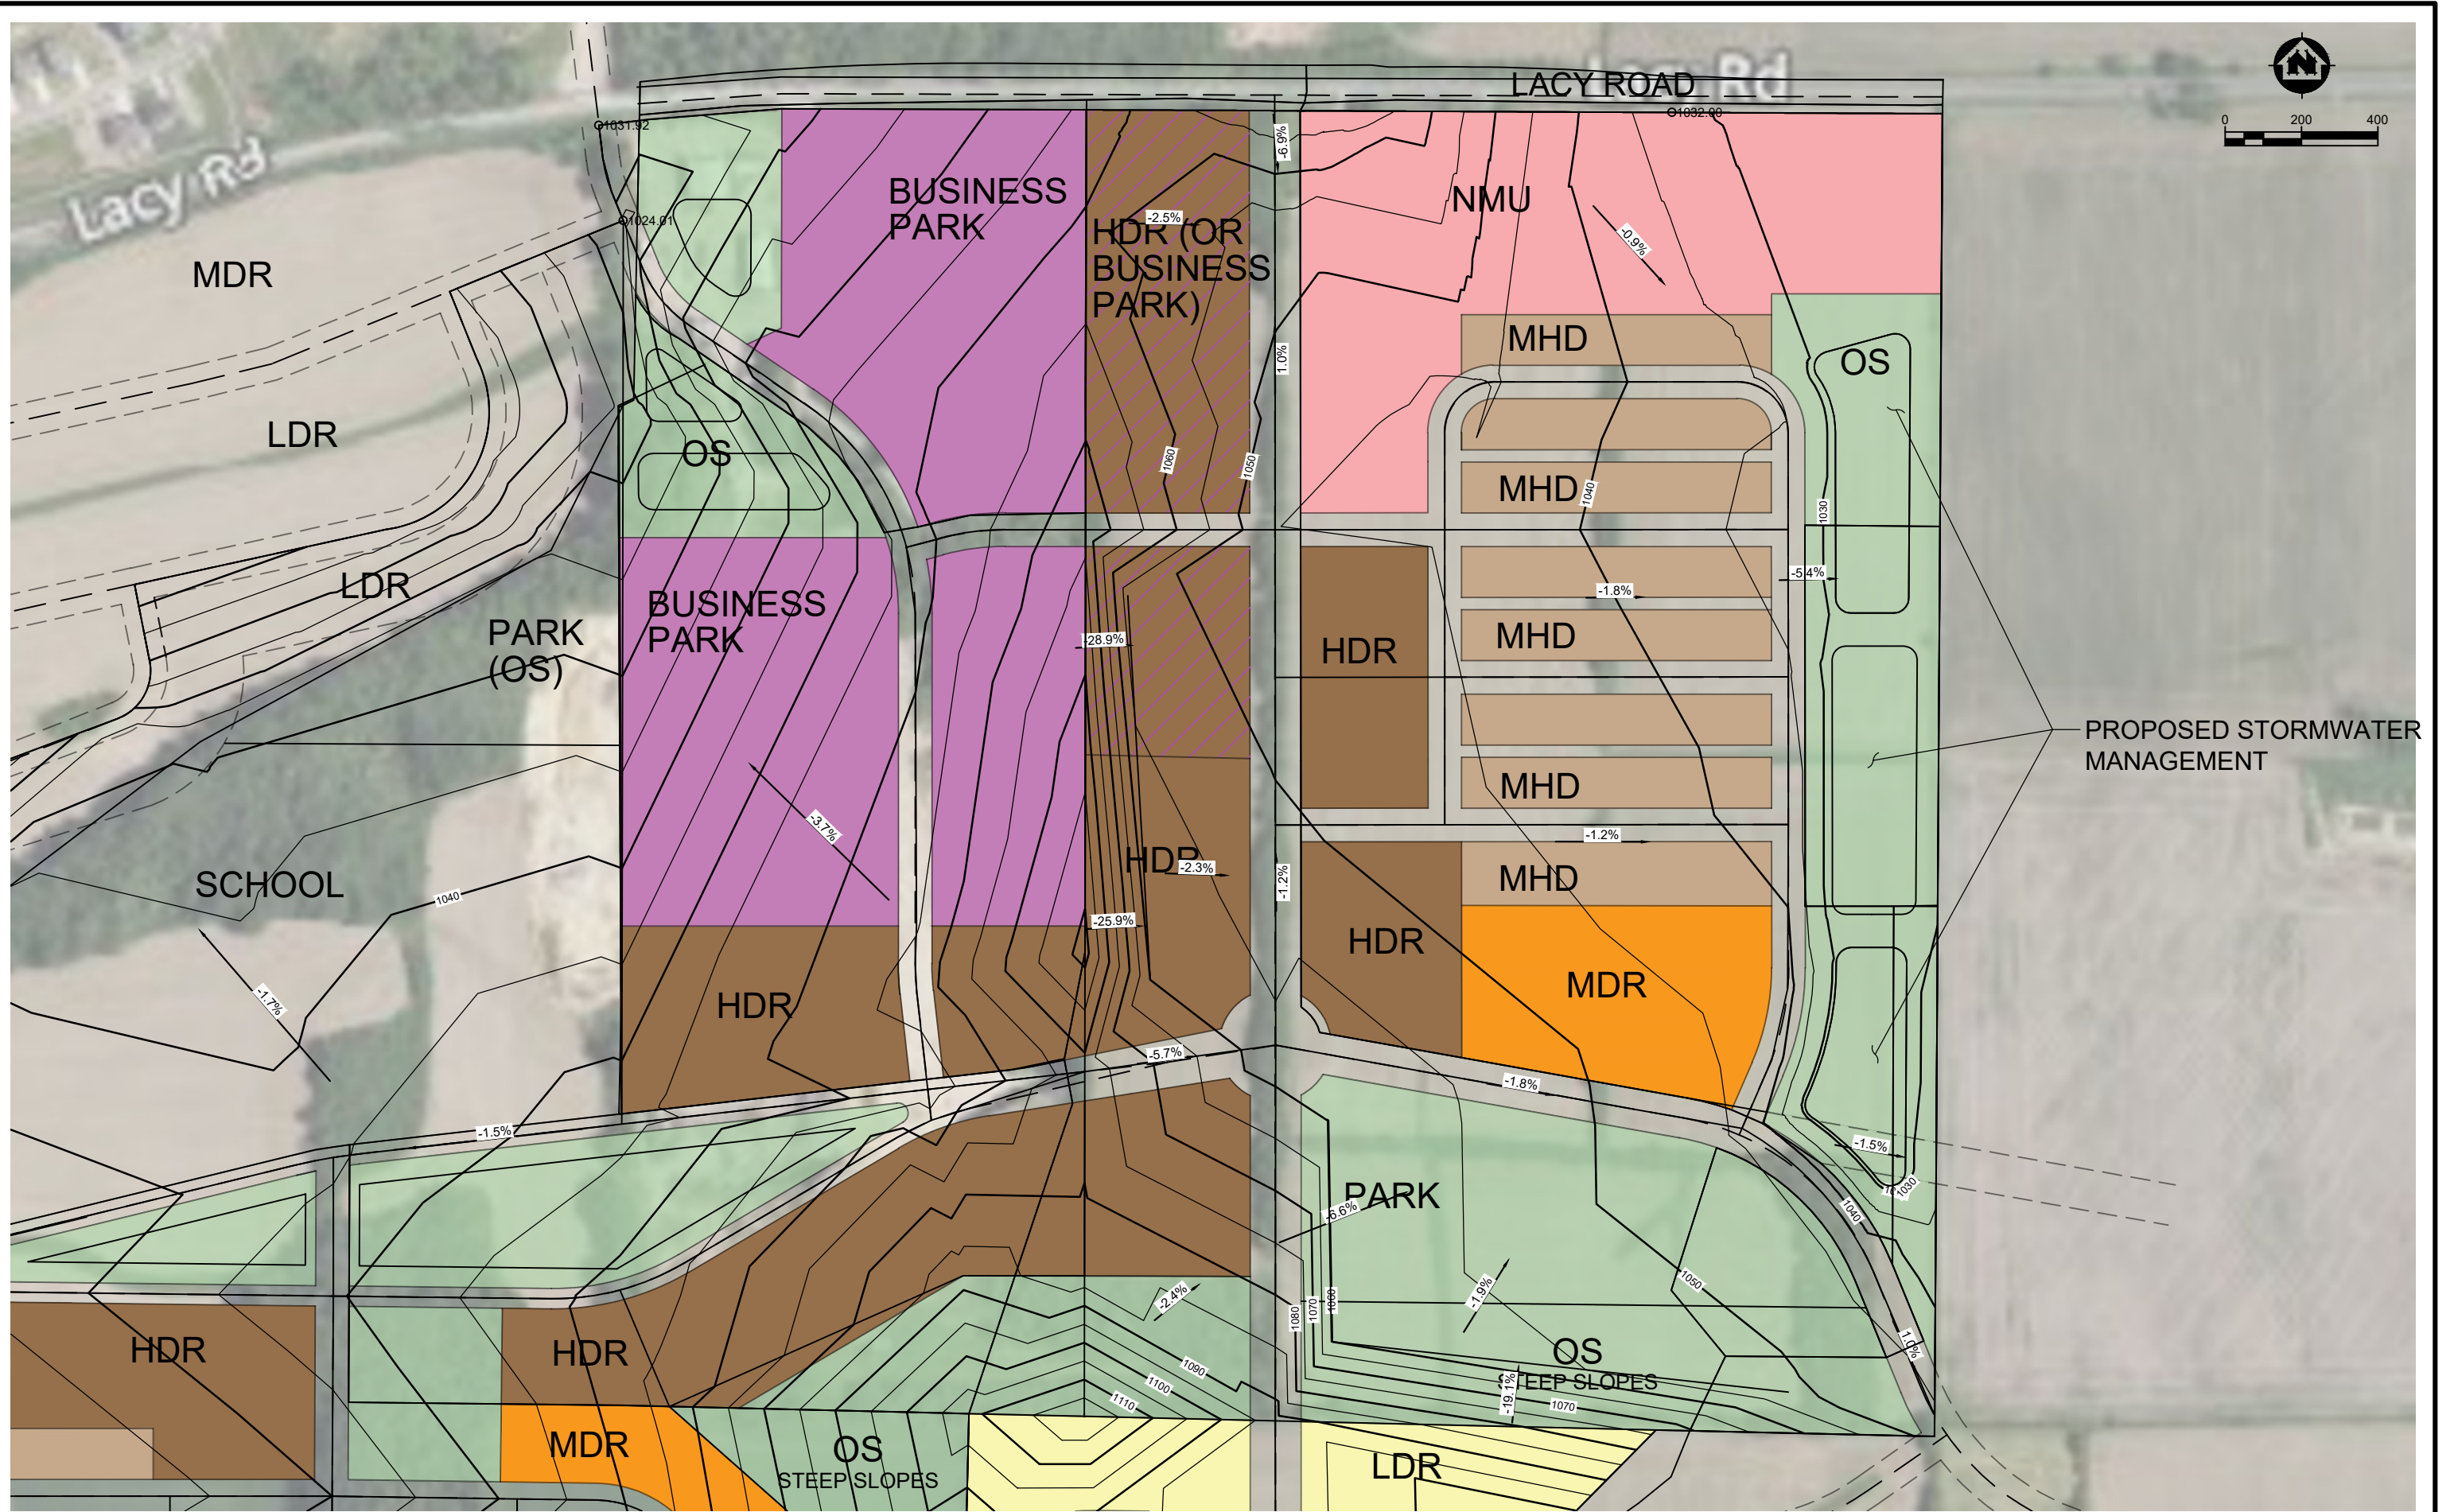 LACY ROAD
Lacy Rd
N
0 200 400
1031.92
1032.00
-6.9%
Lacy Rd
1024.01
BUSINESS
PARK
-2.5%
HDR (OR
BUSINESS
PARK)
NMU
-0.9%
MDR
MHD
OS
1.0%
LDR
OS
1060
1050
MHD
1040
1030
LDR
BUSINESS
PARK
PARK
(OS)
-28.9%
HDR
-1.8%
MHD
-5.4%
PROPOSED STORMWATER
MANAGEMENT
MHD
-3.7%
-1.2%
SCHOOL
1040
HDR
-2.3%
-1.2%
MHD
-25.9%
HDR
MDR
-1.7%
HDR
-5.7%
-1.8%
-1.5%
-1.5%
1030
PARK
-6.6%
1040
-2.4%
-1.9%
1050
1080
1070
1060
HDR
HDR
1090
1100
1110
OS
STEEP SLOPES
-19.1%
1070
1.0%
MDR
OS
STEEP SLOPES
LDR